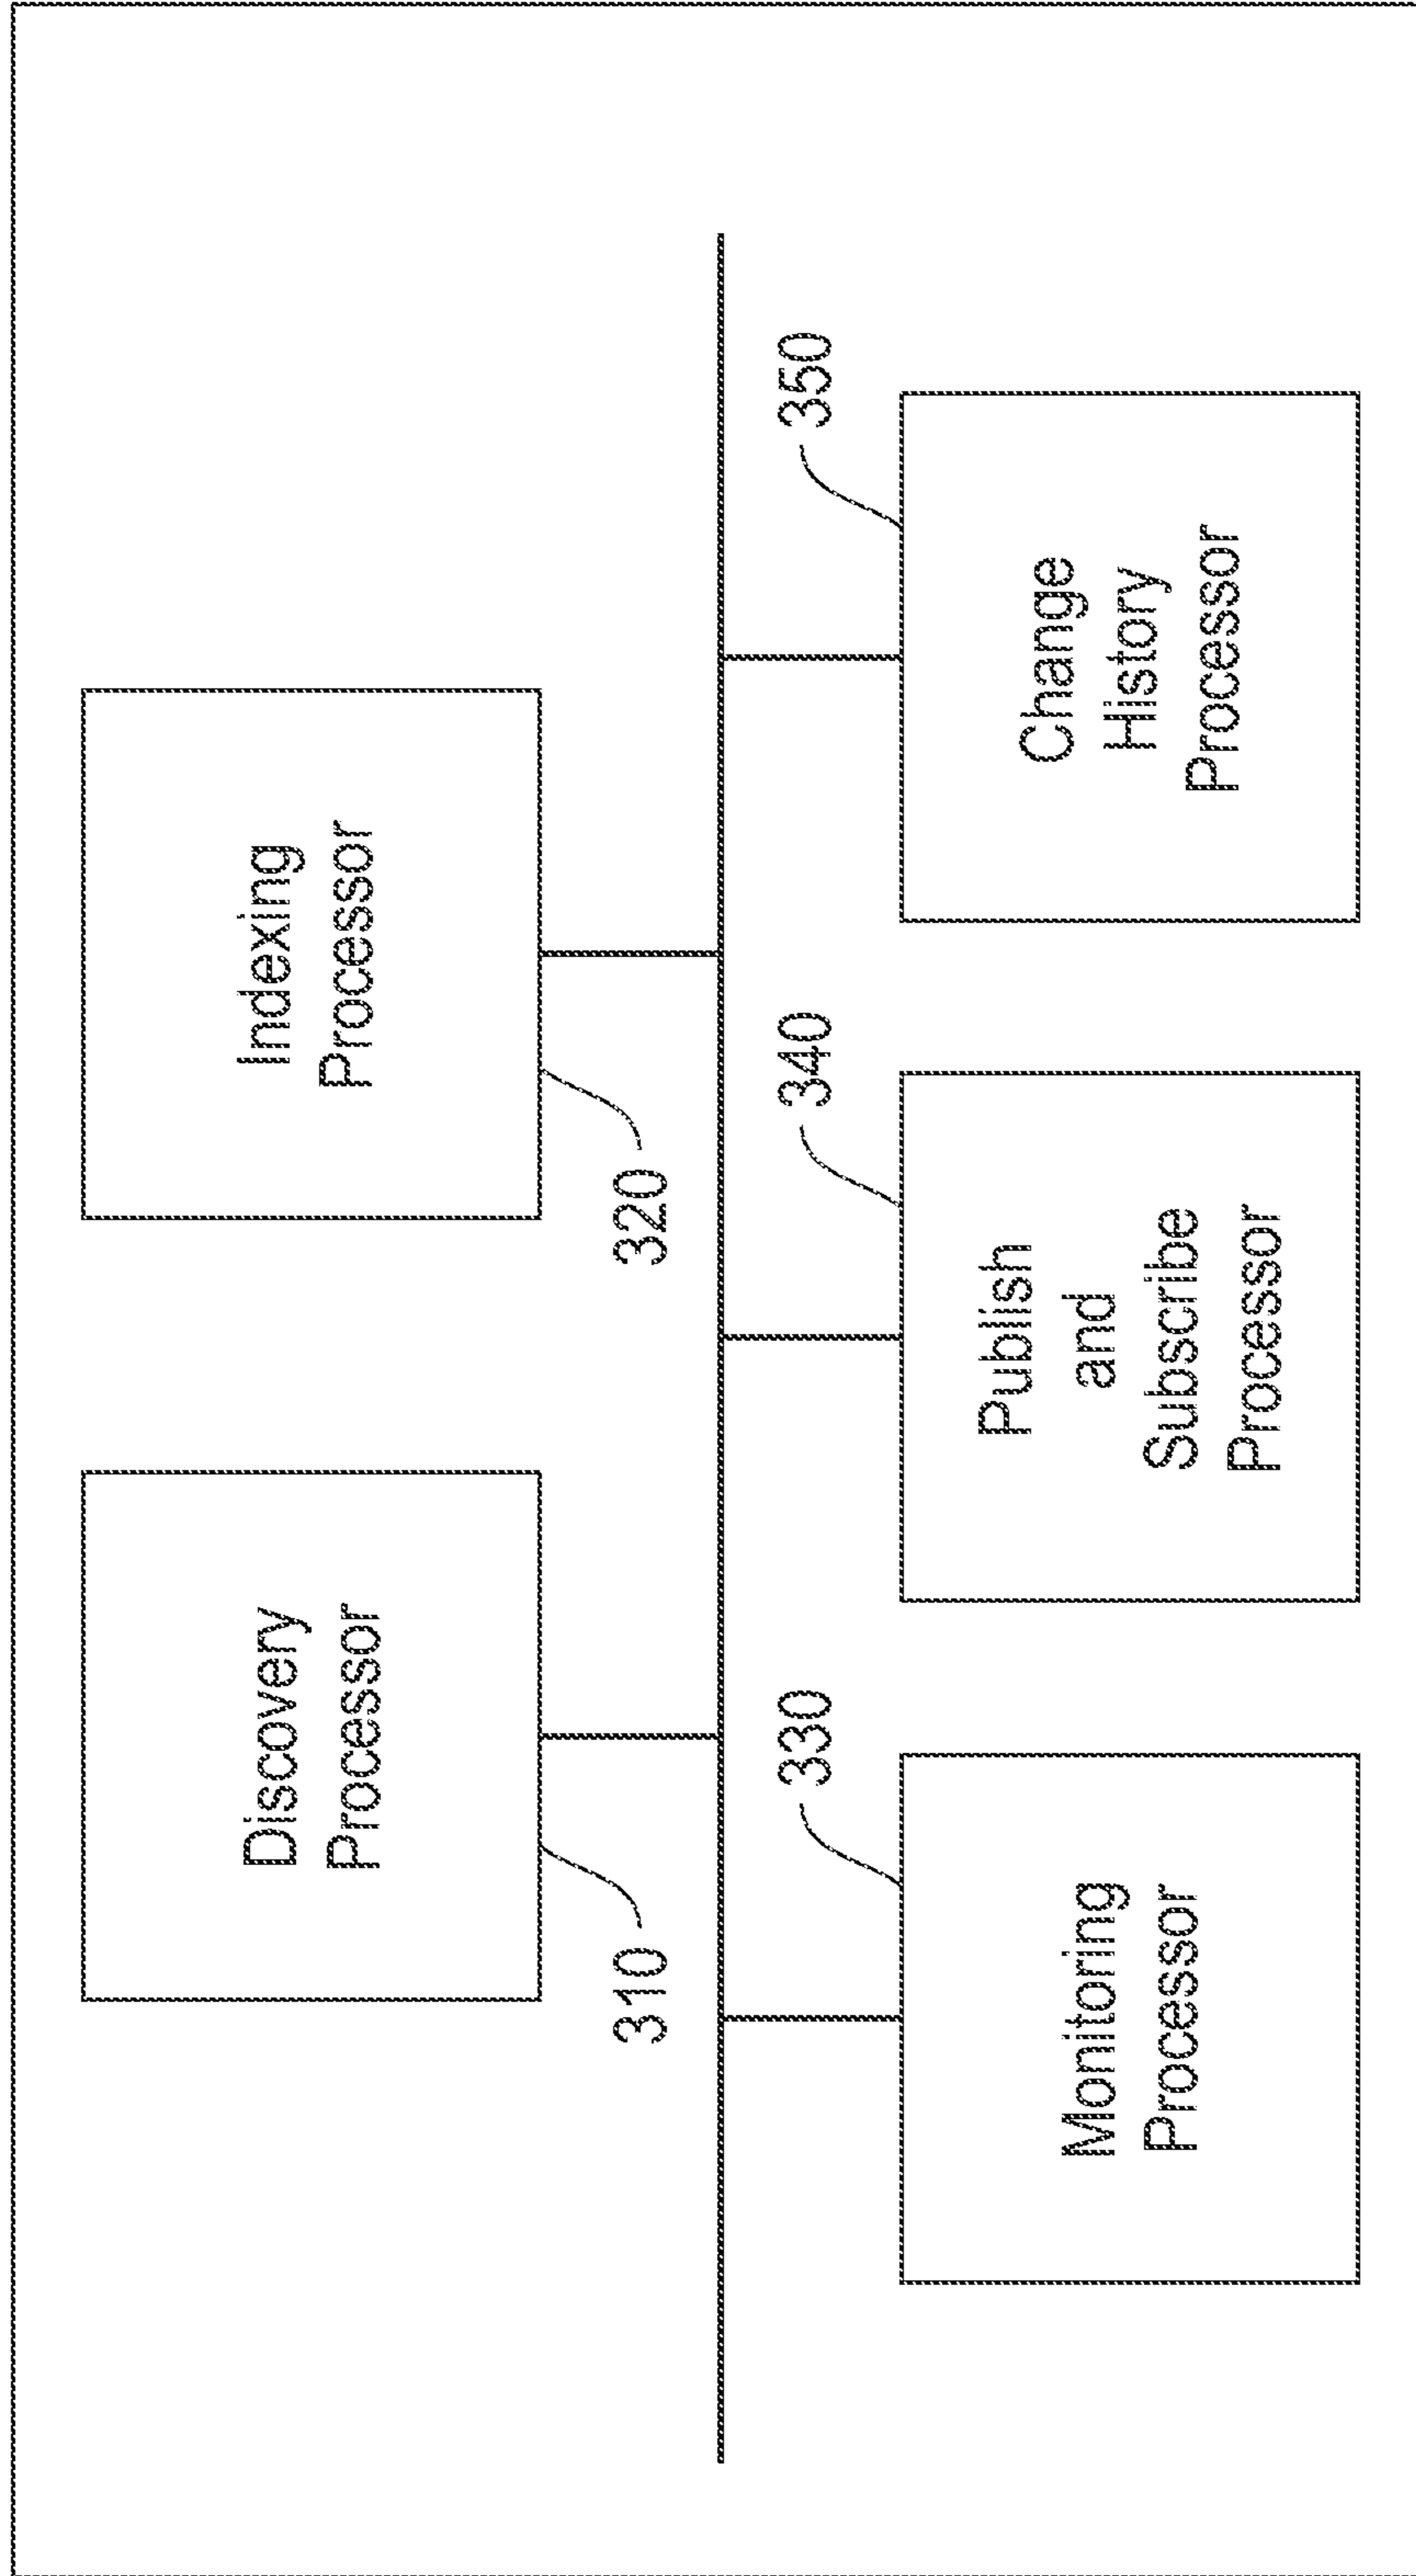 Discovery
Processor
310
Indexing
Processor
320
330
Monitoring
Processor
340
Publish
and
Subscribe
Processor
350
Change
History
Processor